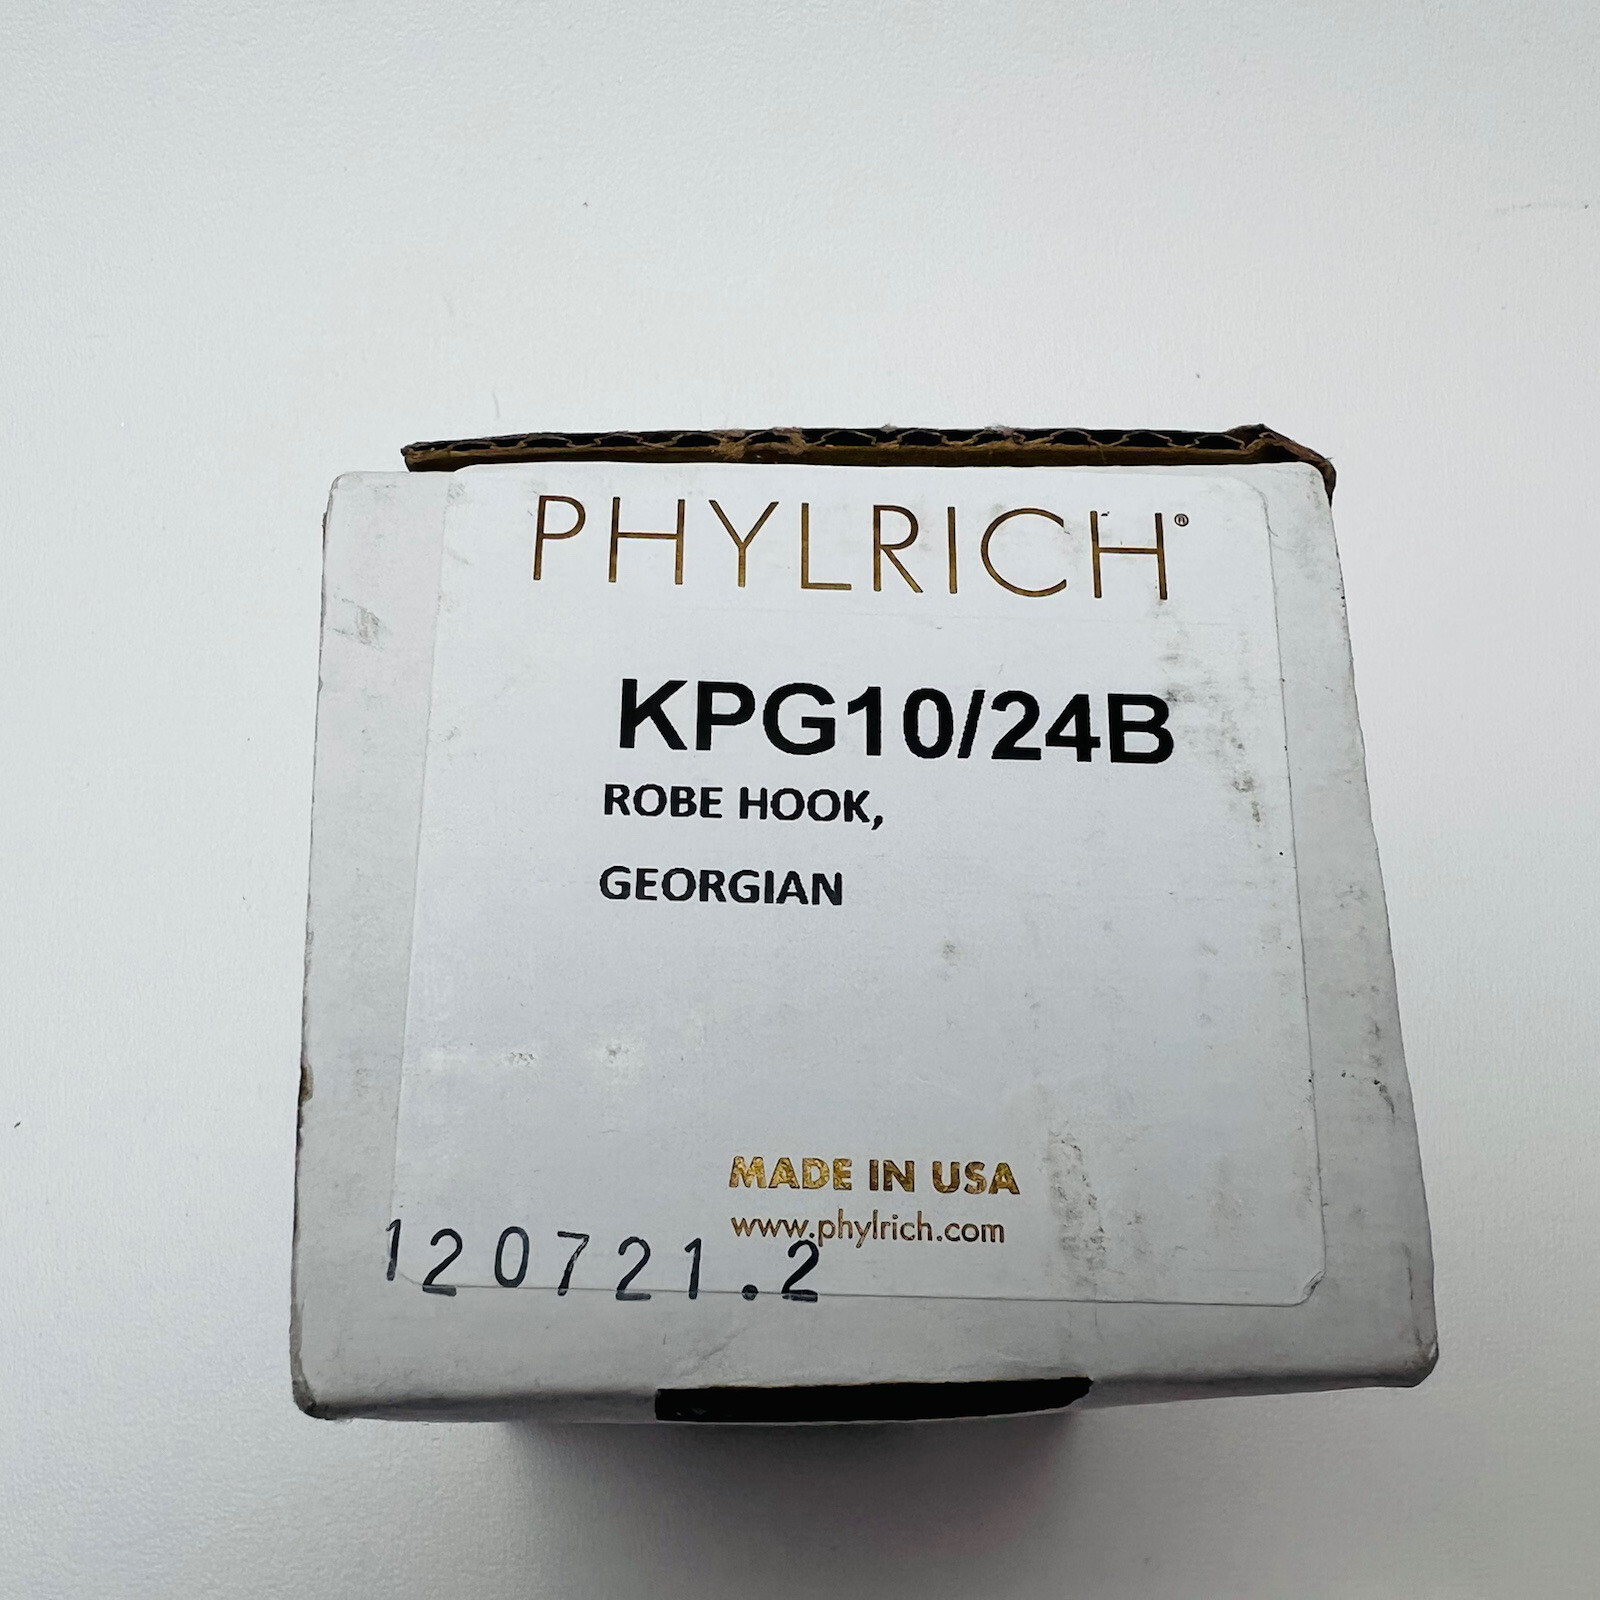 PHYLRICH®
KPG10/24B
ROBE HOOK,
GEORGIAN
MADE IN USA
www.phylrich.com
120721.2